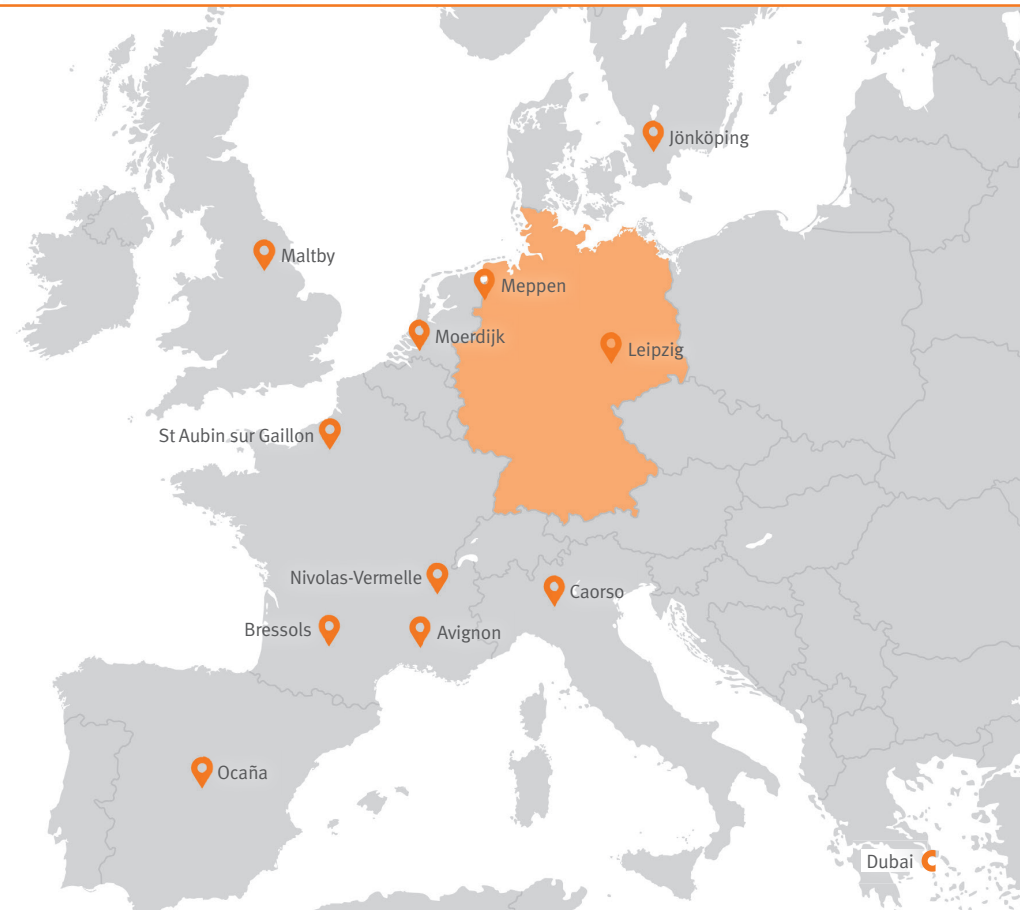 Jönköping
Maltby
Meppen
Moerdijk
Leipzig
St Aubin sur Gaillon
Nivolas-Vermelle
Caorso
Bressols
Avignon
Ocaña
Dubai